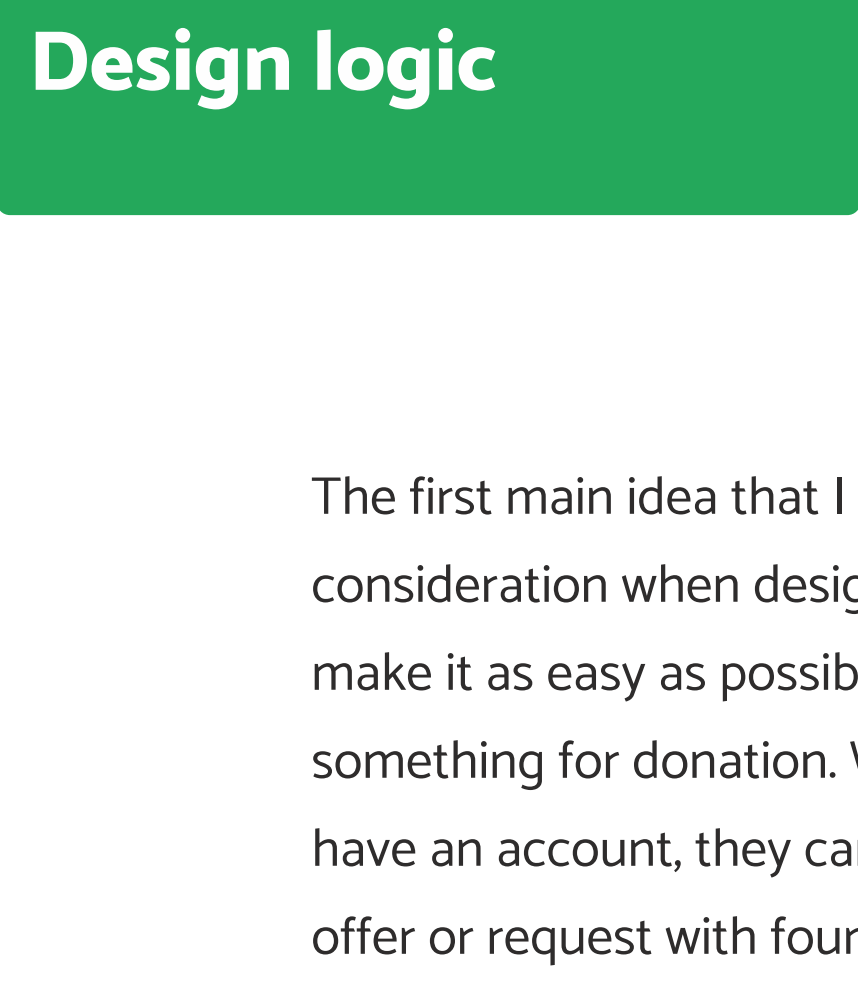 Design logic
The first main idea that I
consideration when desig
make it as easy as possib
something for donation.
have an account, they ca
offer or request with four